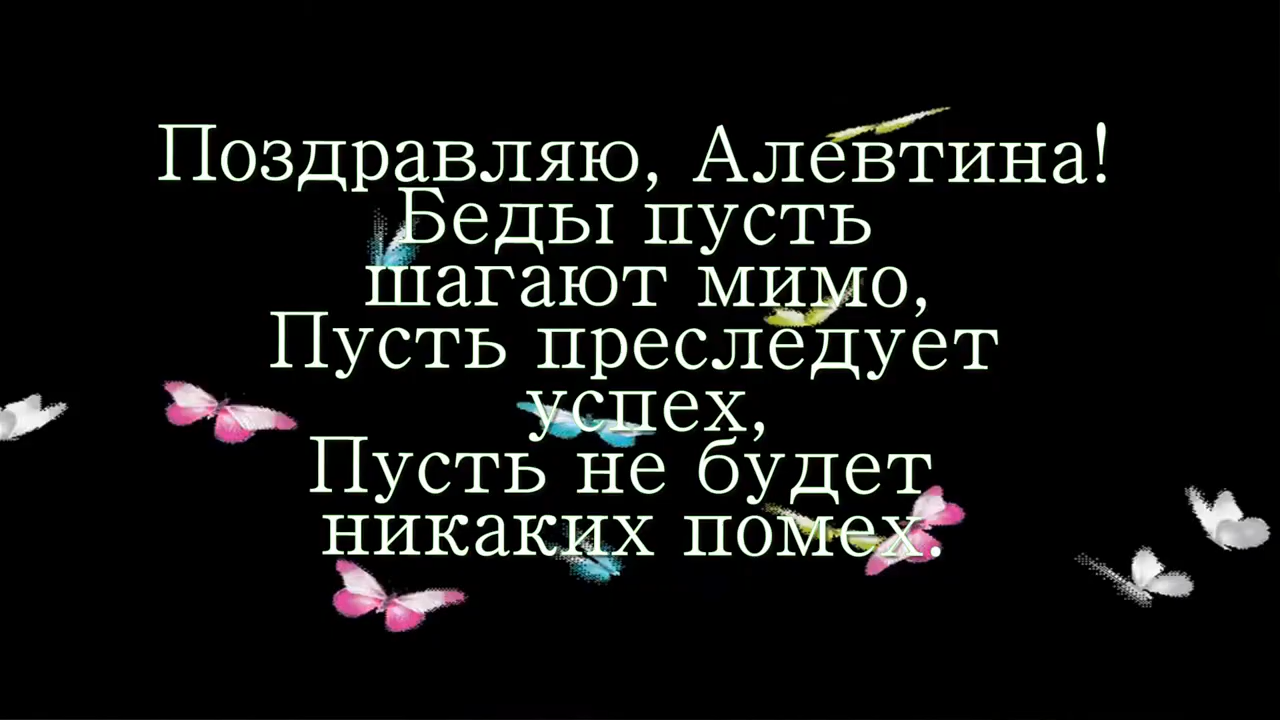 Поздравляю, Алевтина!
Беды пусть
шагают мимо,
Пусть преследует
успех,
Пусть не будет
никаких помех.